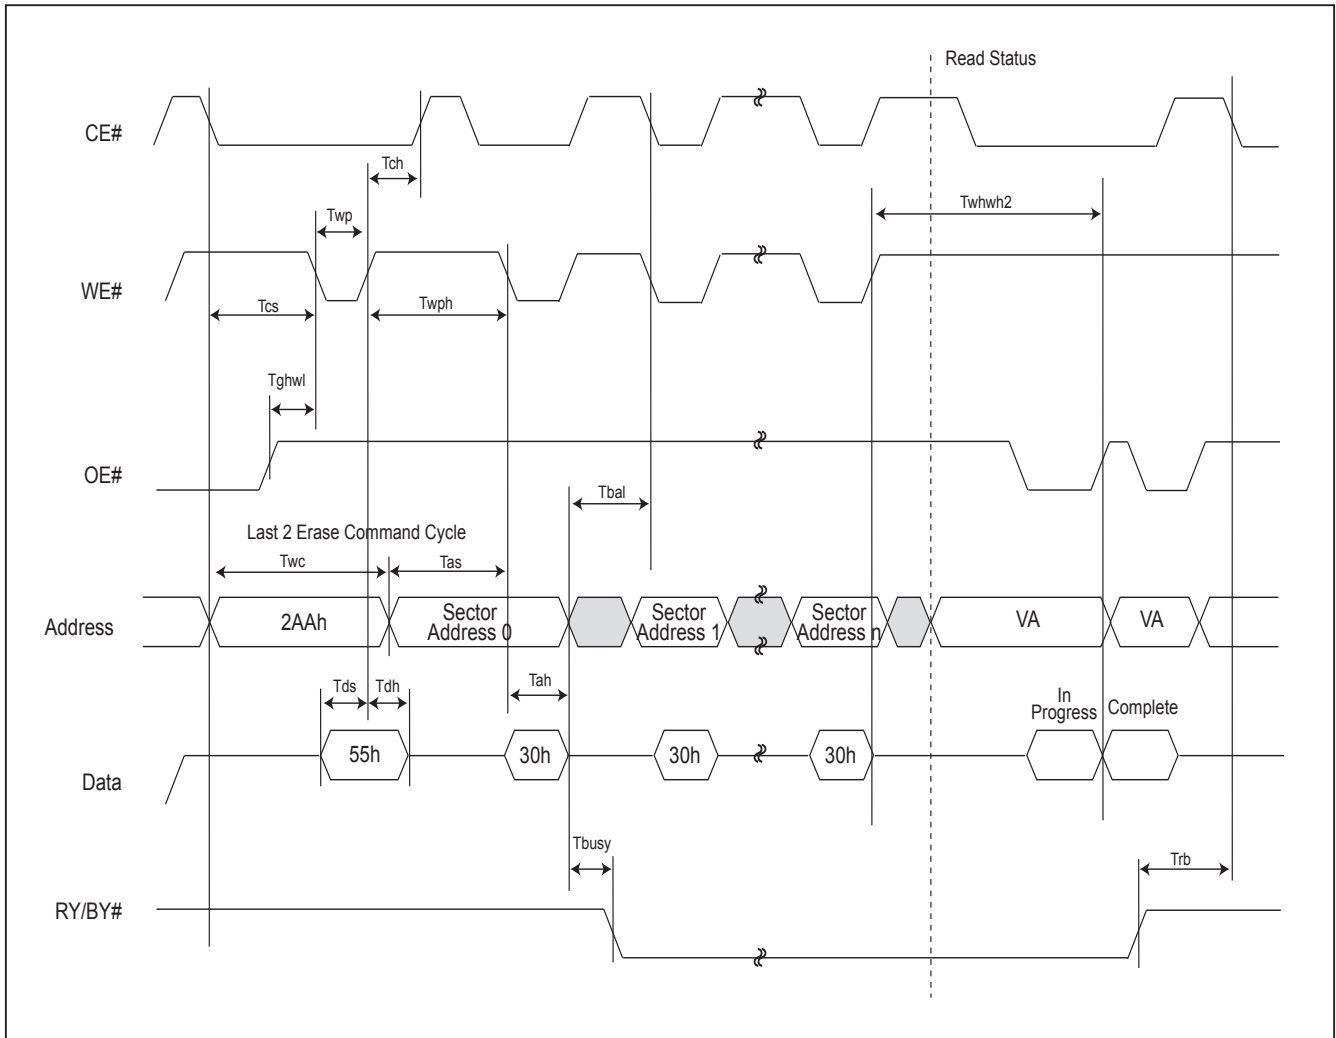 Read Status
CE#
Tch
Twhwh2
Twp
WE#
Tcs
Twph
Tghwl
OE#
Tbal
Last 2 Erase Command Cycle
Twc
Tas
Address
2AAh
Sector
Address 0
Sector
Address 1
Sector
Address n
VA
VA
Tds
Tdh
Tah
In
Progress
Complete
Data
55h
30h
30h
30h
Tbusy
Trb
RY/BY#